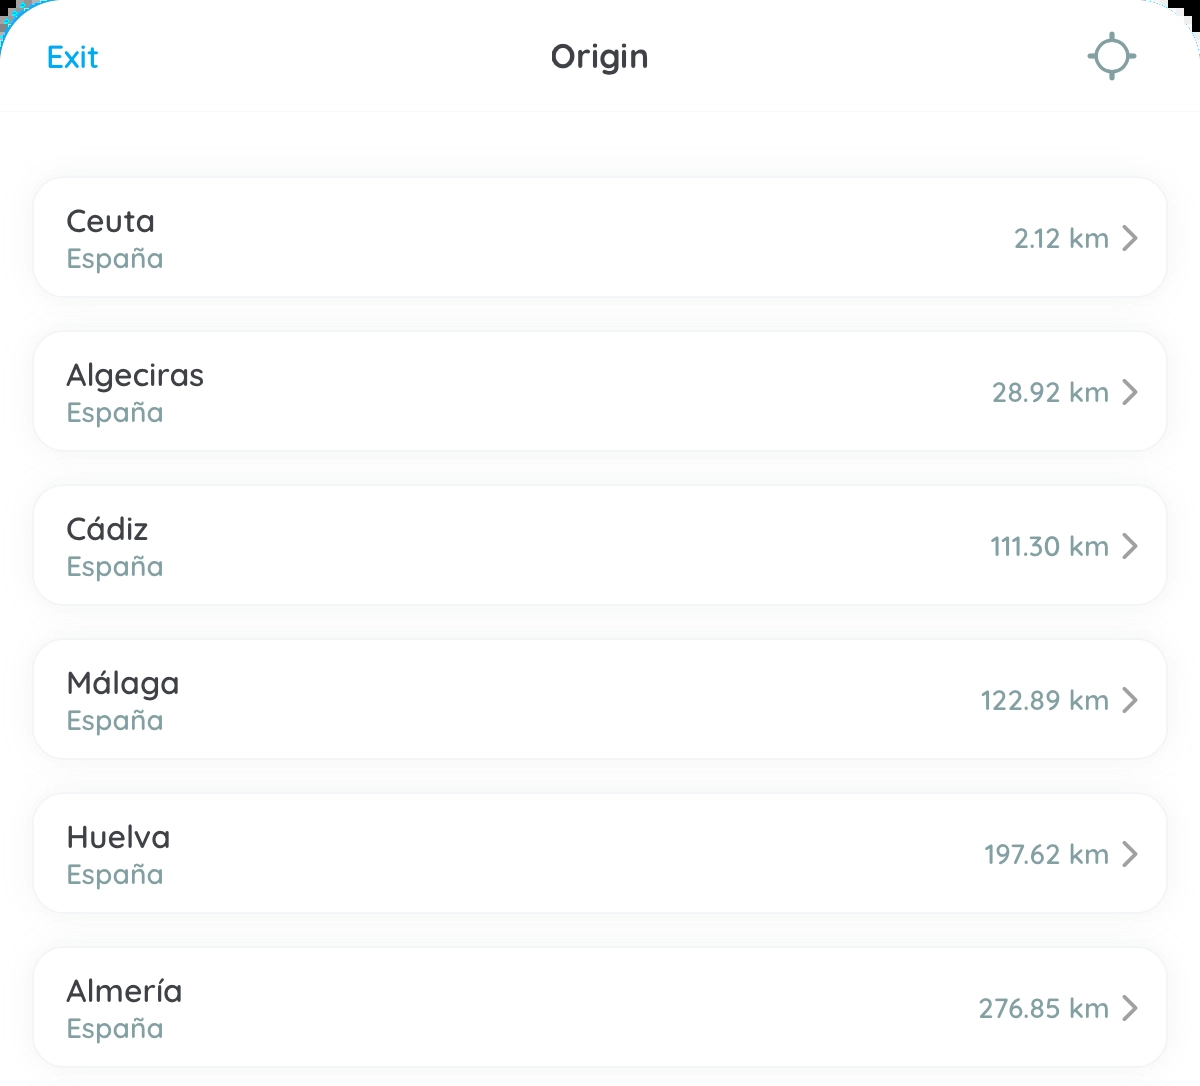 Exit
Origin
Ceuta
España
2.12 km
Algeciras
España
28.92 km
Cádiz
España
111.30 km
Málaga
España
122.89 km
Huelva
España
197.62 km
Almería
España
276.85 km